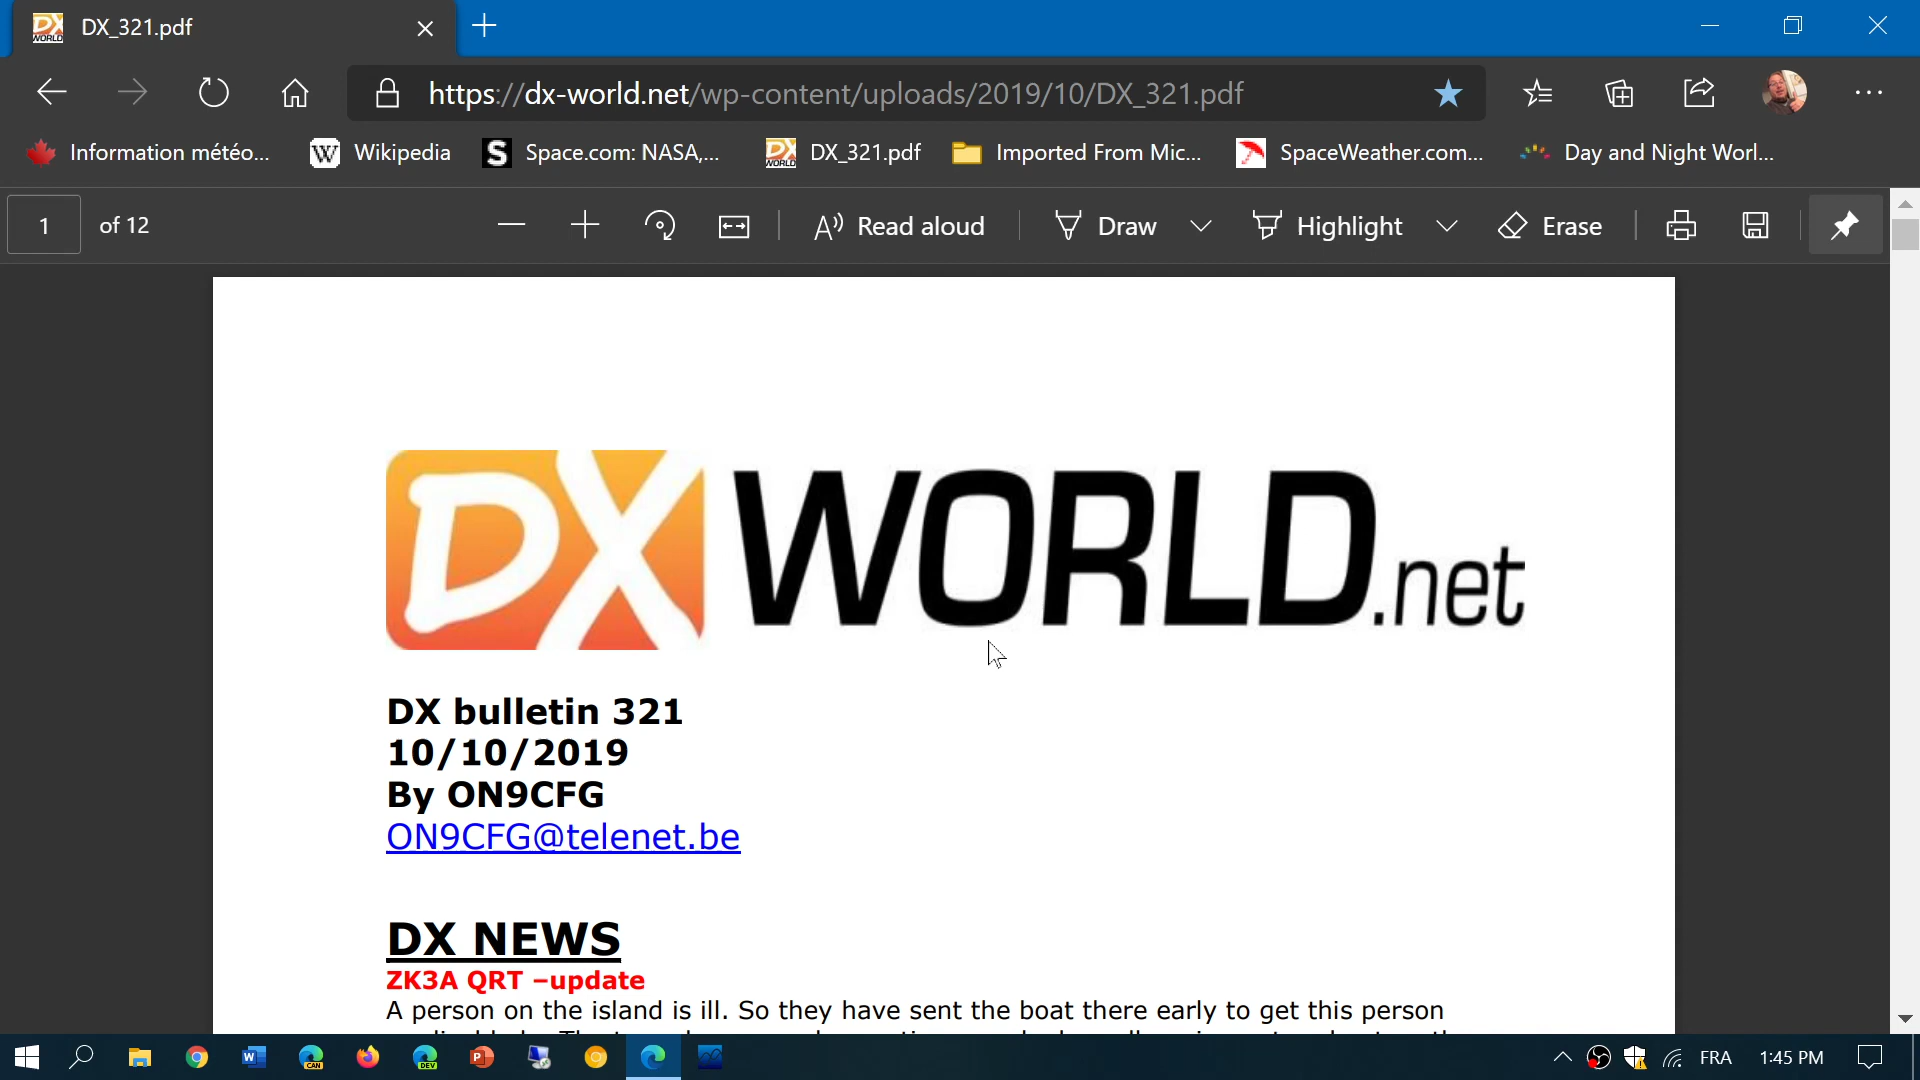 DX_321.pdf
https://dx-world.net/wp-content/uploads/2019/10/DX_321.pdf
Information météo...
W Wikipedia
S Space.com: NASA,...
DX WORLD DX_321.pdf
Imported From Mic...
SpaceWeather.com...
Day and Night Worl...
1 of 12
A Read aloud
Draw
Highlight
Erase
DX WORLD.net
DX bulletin 321
10/10/2019
By ON9CFG
ON9CFG@telenet.be
DX NEWS
ZK3A QRT –update
A person on the island is ill. So they have sent the boat there early to get this person
W CAN DEV P FRA 1:45 PM